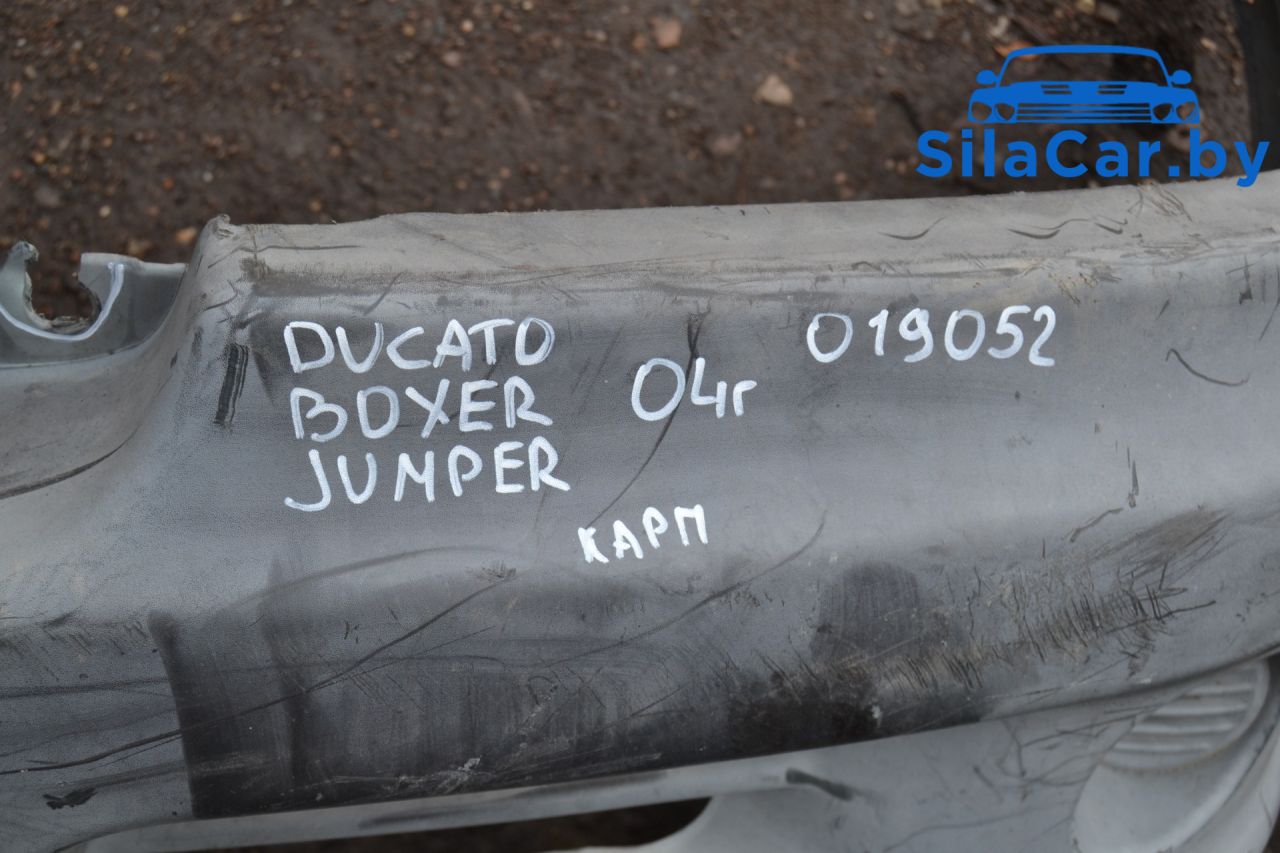 SilaCar.by
DUCATO
BOXER
JUMPER
04г
019052
КАРП